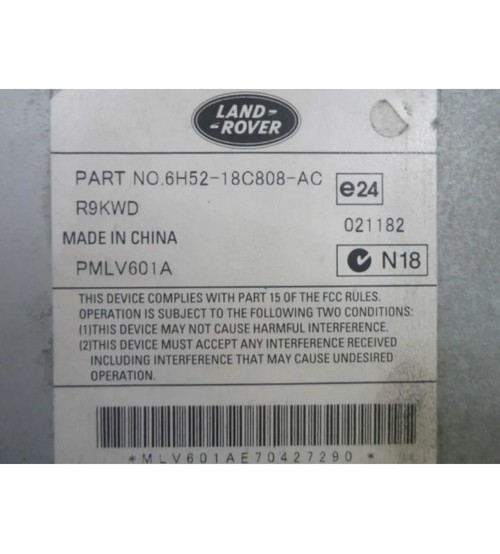 LAND-
-ROVER
PART NO.6H52-18C808-AC
e24
R9KWD
021182
MADE IN CHINA
N18
PMLV601A
THIS DEVICE COMPLIES WITH PART 15 OF THE FCC RULES.
OPERATION IS SUBJECT TO THE FOLLOWING TWO CONDITIONS:
(1)THIS DEVICE MAY NOT CAUSE HARMFUL INTERFERENCE.
(2)THIS DEVICE MUST ACCEPT ANY INTERFERENCE RECEIVED
INCLUDING INTERFERENCE THAT MAY CAUSE UNDESIRED
OPERATION.
*MLV601AE70427290*